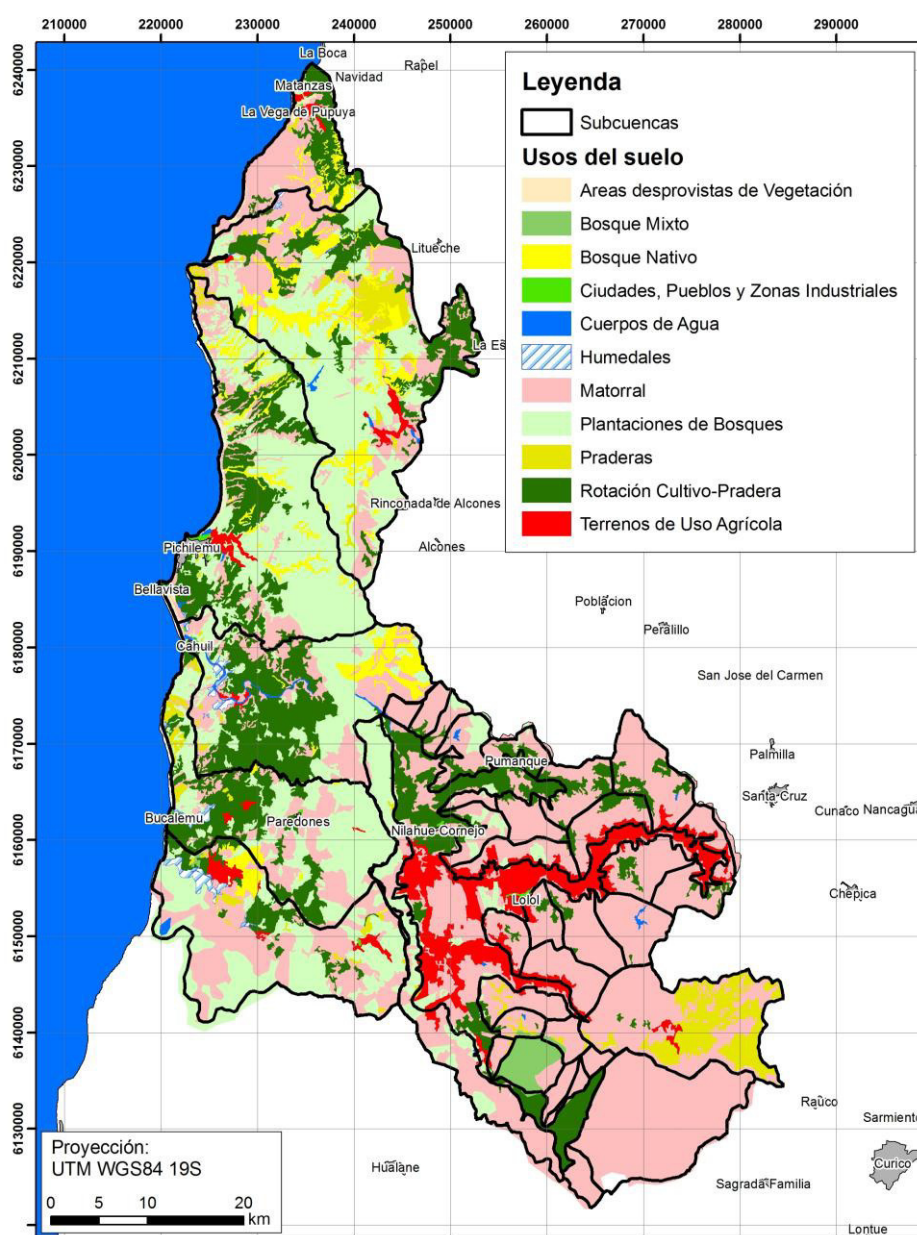 210000 220000 230000 240000 250000 260000 270000 280000 290000
6240000
6230000
6220000
6210000
6200000
6190000
6180000
6170000
6160000
6150000
6140000
6130000
La Boca
Rapel
Navidad
Matanzas
La Vega de Pupuya
Litueche
La Es
Rinconada de Alcones
Alcones
Pichilemu
Bellavista
Poblacion
Peralillo
Cahuil
San Jose del Carmen
Palmilla
Pumanque
Santa Cruz
Cunaco
Nancagua
Bucalemu
Paredones
Nilahue-Cornejo
Chepica
Lolol
Rauco
Sarmiento
Curico
Hualane
Sagrada Familia
Lontue
Leyenda
Subcuencas
Usos del suelo
Areas desprovistas de Vegetación
Bosque Mixto
Bosque Nativo
Ciudades, Pueblos y Zonas Industriales
Cuerpos de Agua
Humedales
Matorral
Plantaciones de Bosques
Praderas
Rotación Cultivo-Pradera
Terrenos de Uso Agrícola
Proyección:
UTM WGS84 19S
0 5 10 20
km